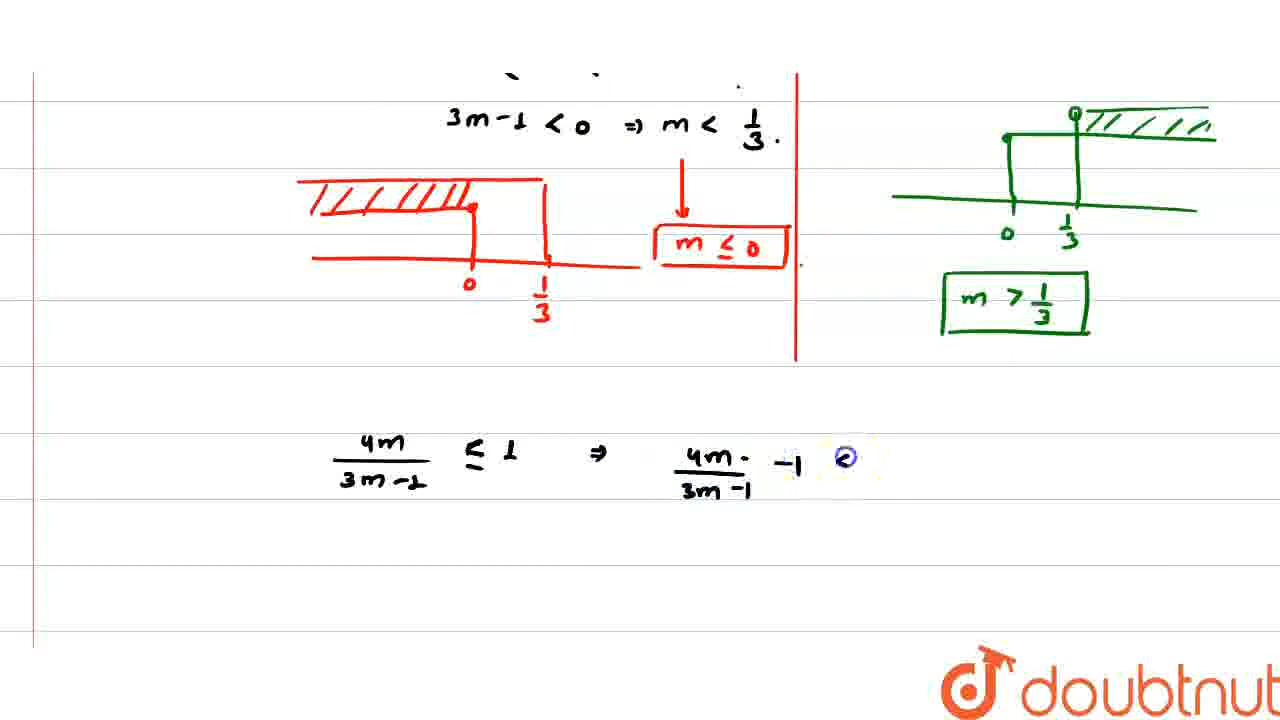 3m-1 < 0 ⇒ m < 1/3.
m ≤ 0
0 1/3
0 1/3
m > 1/3
4m/(3m-1) ≤ 1 ⇒ 4m/(3m-1) -1 <
doubtnut